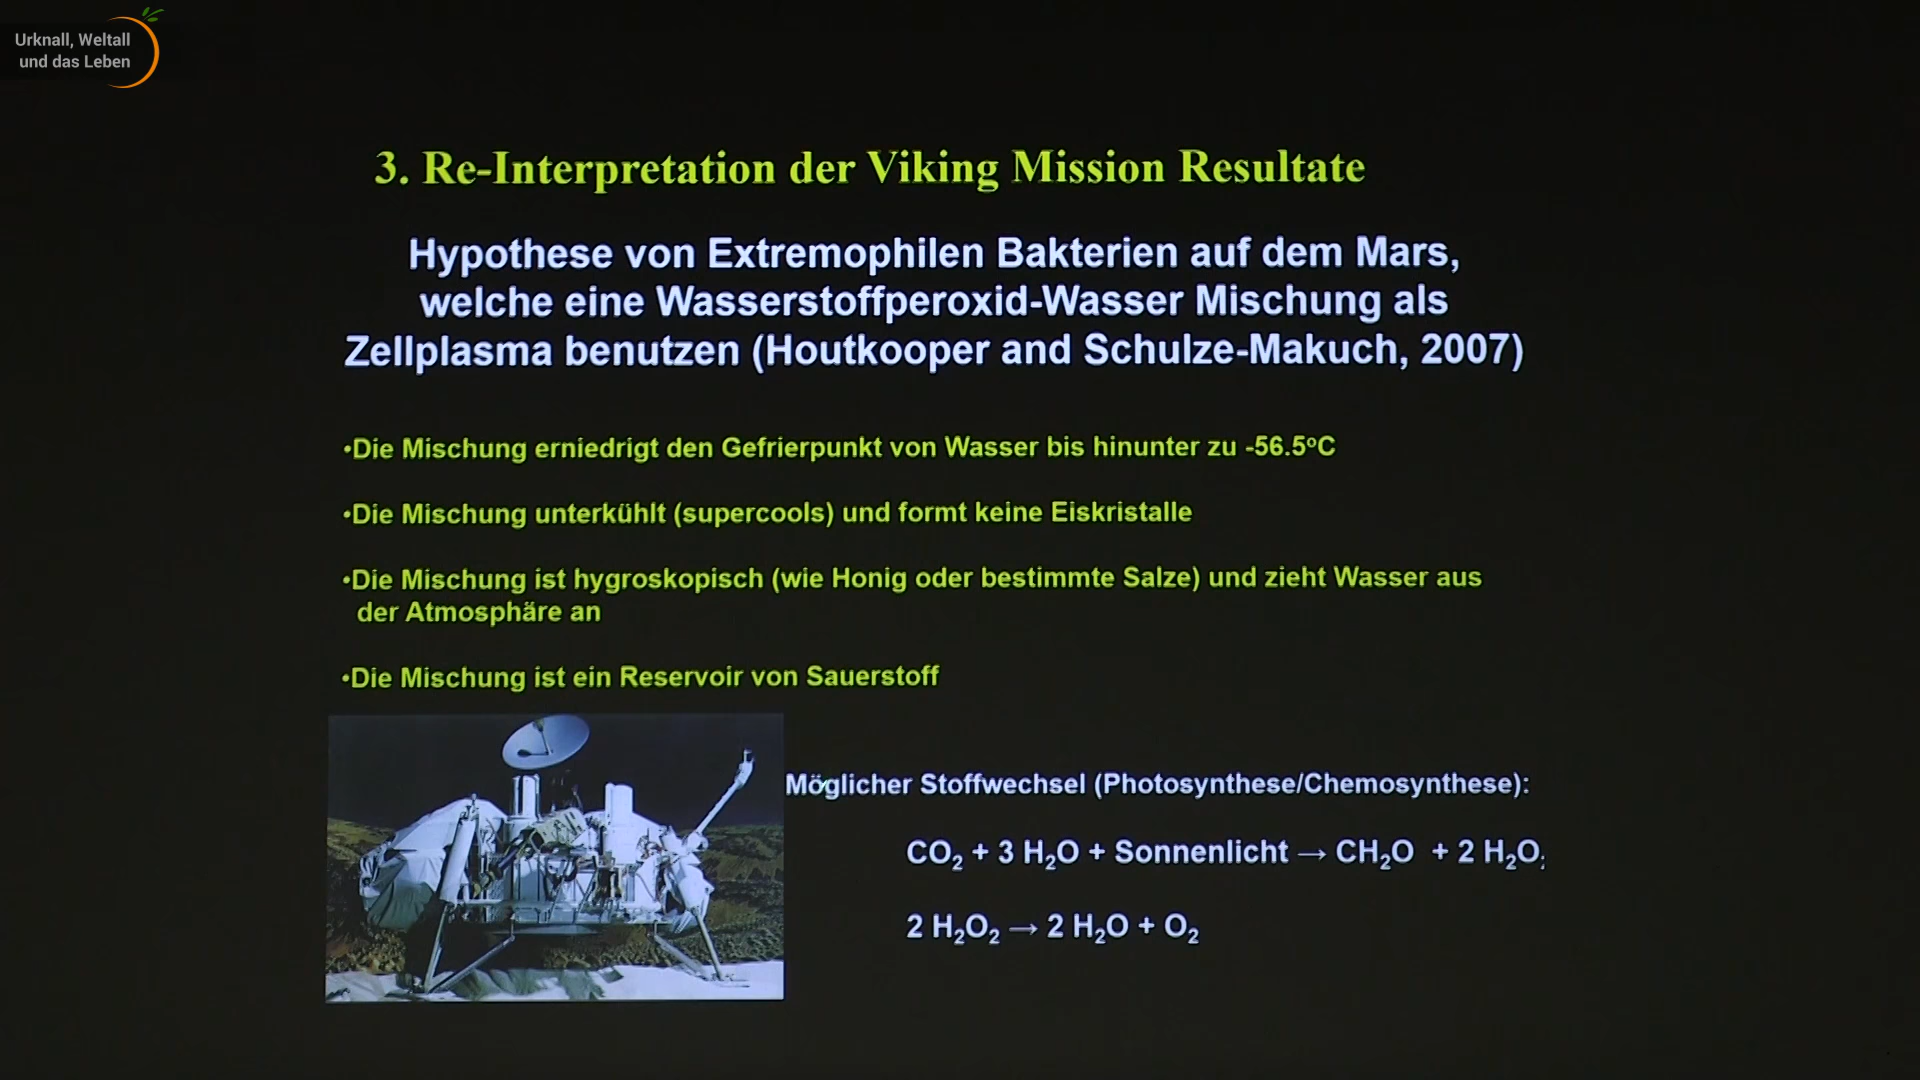 Urknall, Weltall
und das Leben
3. Re-Interpretation der Viking Mission Resultate
Hypothese von Extremophilen Bakterien auf dem Mars,
welche eine Wasserstoffperoxid-Wasser Mischung als
Zellplasma benutzen (Houtkooper and Schulze-Makuch, 2007)
•Die Mischung erniedrigt den Gefrierpunkt von Wasser bis hinunter zu -56.5°C
•Die Mischung unterkühlt (supercools) und formt keine Eiskristalle
•Die Mischung ist hygroskopisch (wie Honig oder bestimmte Salze) und zieht Wasser aus
der Atmosphäre an
•Die Mischung ist ein Reservoir von Sauerstoff
Möglicher Stoffwechsel (Photosynthese/Chemosynthese):
CO₂ + 3 H₂O + Sonnenlicht → CH₂O + 2 H₂O₂
2 H₂O₂ → 2 H₂O + O₂